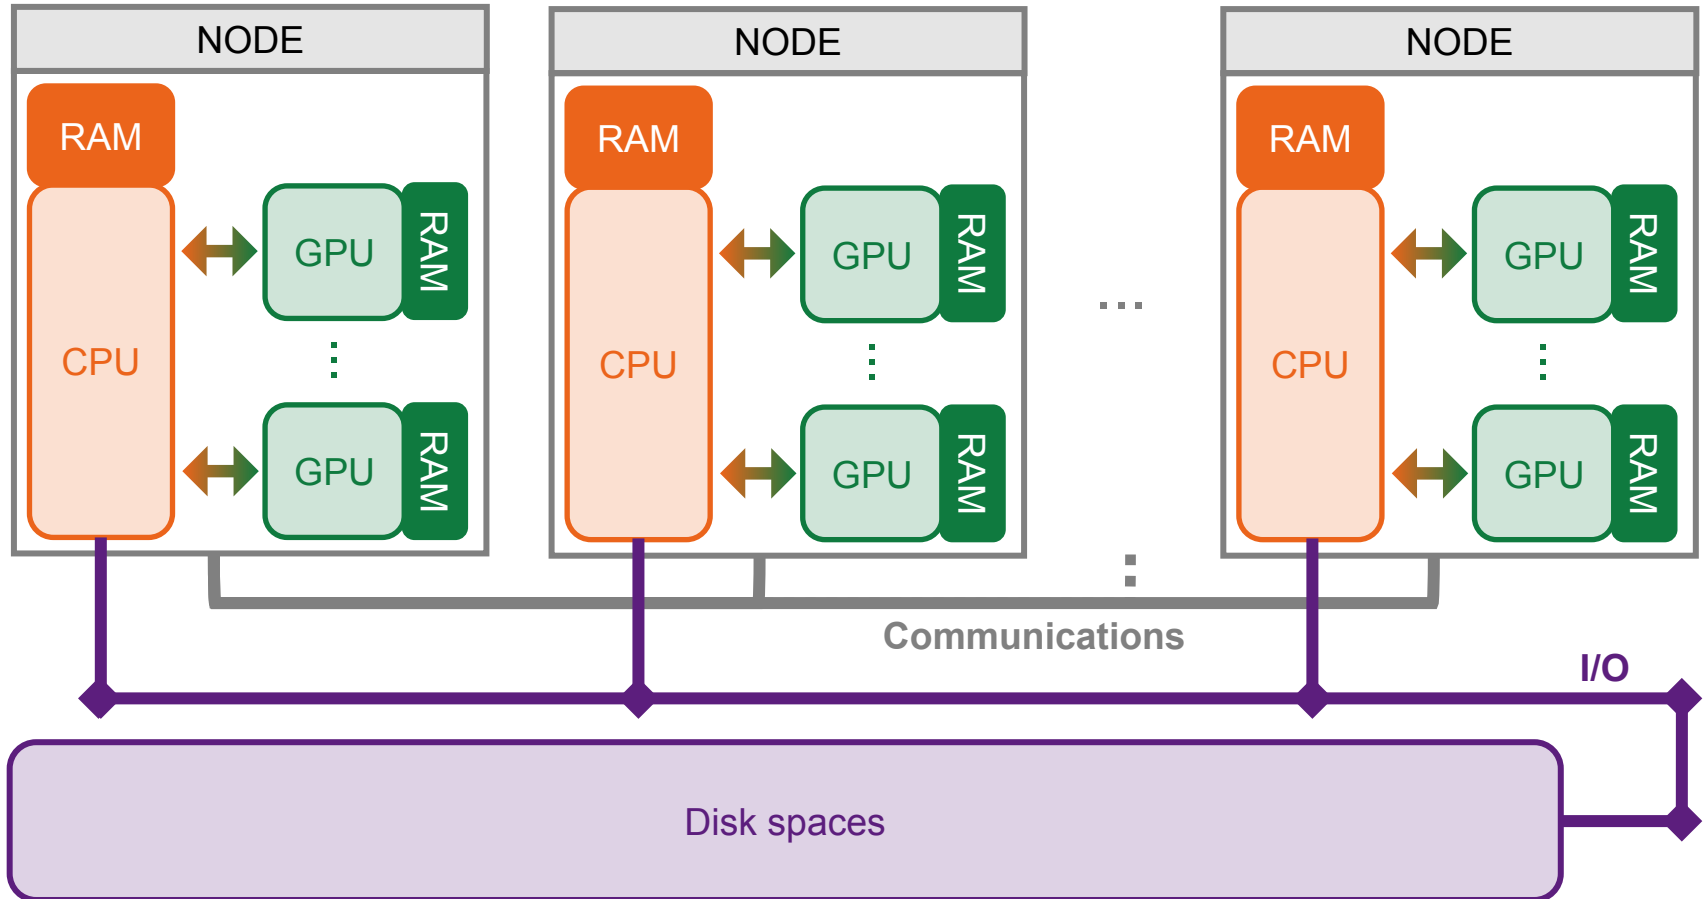 NODE
RAM
CPU
GPU
RAM
GPU
RAM
NODE
RAM
CPU
GPU
RAM
GPU
RAM
...
NODE
RAM
CPU
GPU
RAM
GPU
RAM
Communications
I/O
Disk spaces